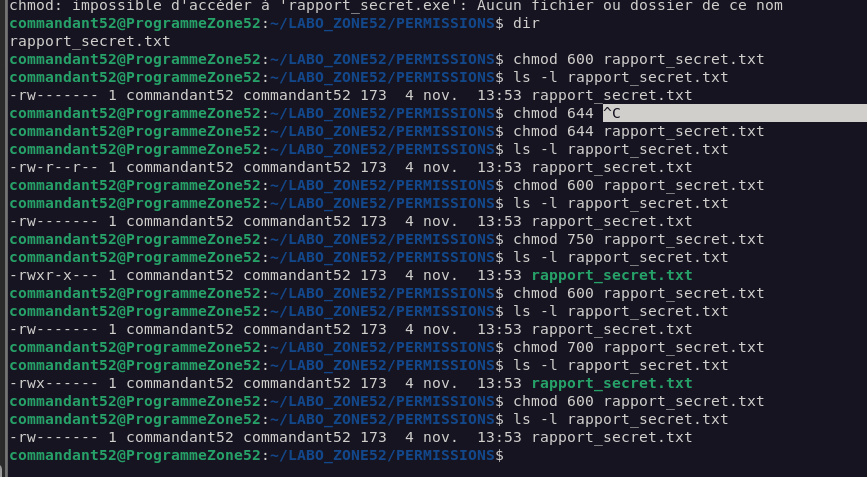 chmod: impossible d'accéder à 'rapport_secret.exe': Aucun fichier ou dossier de ce nom
commandant52@ProgrammeZone52:~/LABO_ZONE52/PERMISSIONS$ dir
rapport_secret.txt
commandant52@ProgrammeZone52:~/LABO_ZONE52/PERMISSIONS$ chmod 600 rapport_secret.txt
commandant52@ProgrammeZone52:~/LABO_ZONE52/PERMISSIONS$ ls -l rapport_secret.txt
-rw------- 1 commandant52 commandant52 173  4 nov.  13:53 rapport_secret.txt
commandant52@ProgrammeZone52:~/LABO_ZONE52/PERMISSIONS$ chmod 644 ^C
commandant52@ProgrammeZone52:~/LABO_ZONE52/PERMISSIONS$ chmod 644 rapport_secret.txt
commandant52@ProgrammeZone52:~/LABO_ZONE52/PERMISSIONS$ ls -l rapport_secret.txt
-rw-r--r-- 1 commandant52 commandant52 173  4 nov.  13:53 rapport_secret.txt
commandant52@ProgrammeZone52:~/LABO_ZONE52/PERMISSIONS$ chmod 600 rapport_secret.txt
commandant52@ProgrammeZone52:~/LABO_ZONE52/PERMISSIONS$ ls -l rapport_secret.txt
-rw------- 1 commandant52 commandant52 173  4 nov.  13:53 rapport_secret.txt
commandant52@ProgrammeZone52:~/LABO_ZONE52/PERMISSIONS$ chmod 750 rapport_secret.txt
commandant52@ProgrammeZone52:~/LABO_ZONE52/PERMISSIONS$ ls -l rapport_secret.txt
-rwxr-x--- 1 commandant52 commandant52 173  4 nov.  13:53 rapport_secret.txt
commandant52@ProgrammeZone52:~/LABO_ZONE52/PERMISSIONS$ chmod 600 rapport_secret.txt
commandant52@ProgrammeZone52:~/LABO_ZONE52/PERMISSIONS$ ls -l rapport_secret.txt
-rw------- 1 commandant52 commandant52 173  4 nov.  13:53 rapport_secret.txt
commandant52@ProgrammeZone52:~/LABO_ZONE52/PERMISSIONS$ chmod 700 rapport_secret.txt
commandant52@ProgrammeZone52:~/LABO_ZONE52/PERMISSIONS$ ls -l rapport_secret.txt
-rwx------ 1 commandant52 commandant52 173  4 nov.  13:53 rapport_secret.txt
commandant52@ProgrammeZone52:~/LABO_ZONE52/PERMISSIONS$ chmod 600 rapport_secret.txt
commandant52@ProgrammeZone52:~/LABO_ZONE52/PERMISSIONS$ ls -l rapport_secret.txt
-rw------- 1 commandant52 commandant52 173  4 nov.  13:53 rapport_secret.txt
commandant52@ProgrammeZone52:~/LABO_ZONE52/PERMISSIONS$